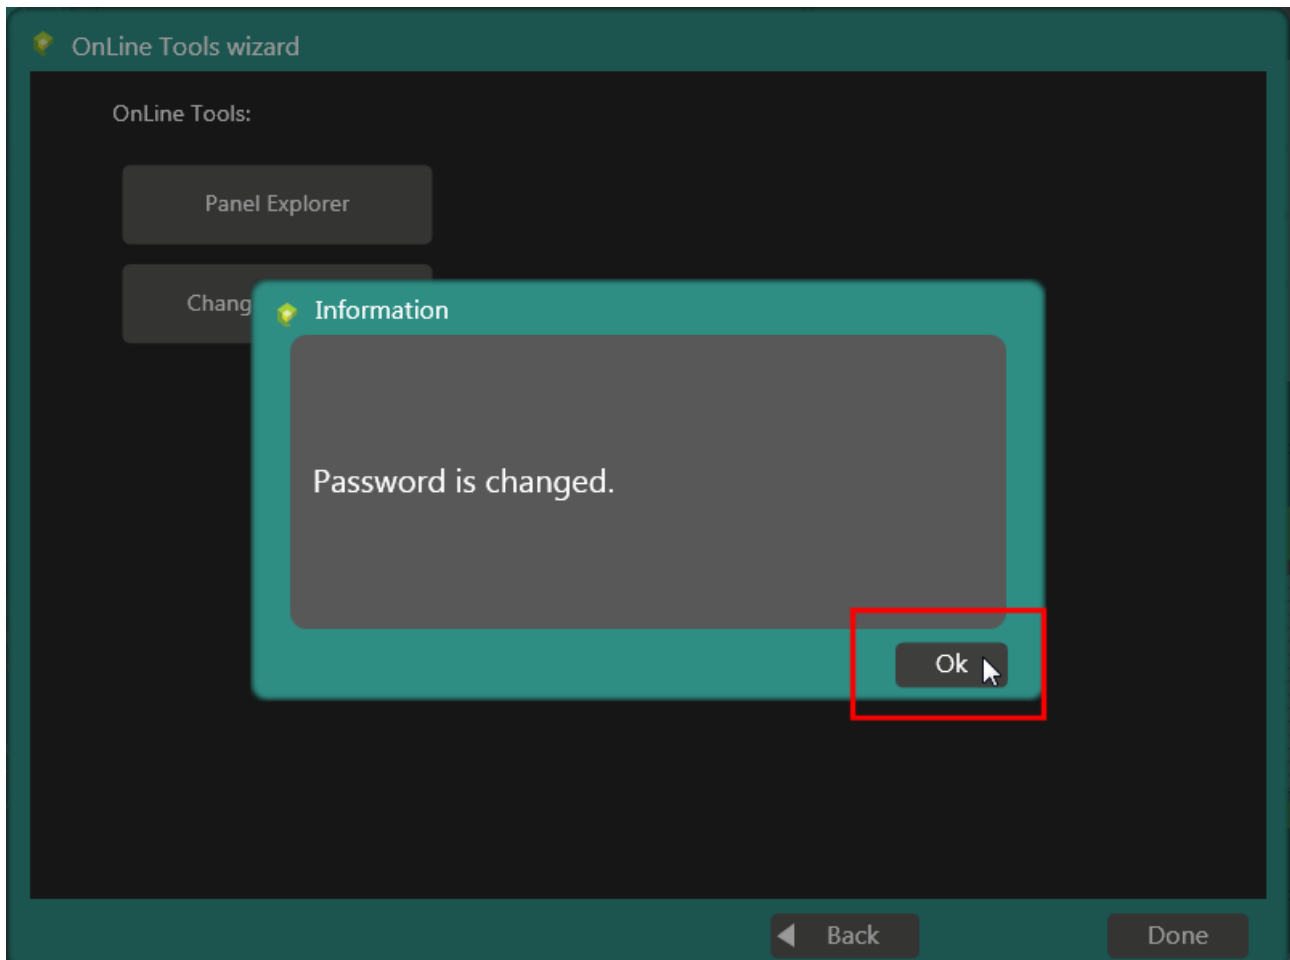 OnLine Tools wizard
OnLine Tools:
Panel Explorer
Chang
Information
Password is changed.
Ok
Back
Done